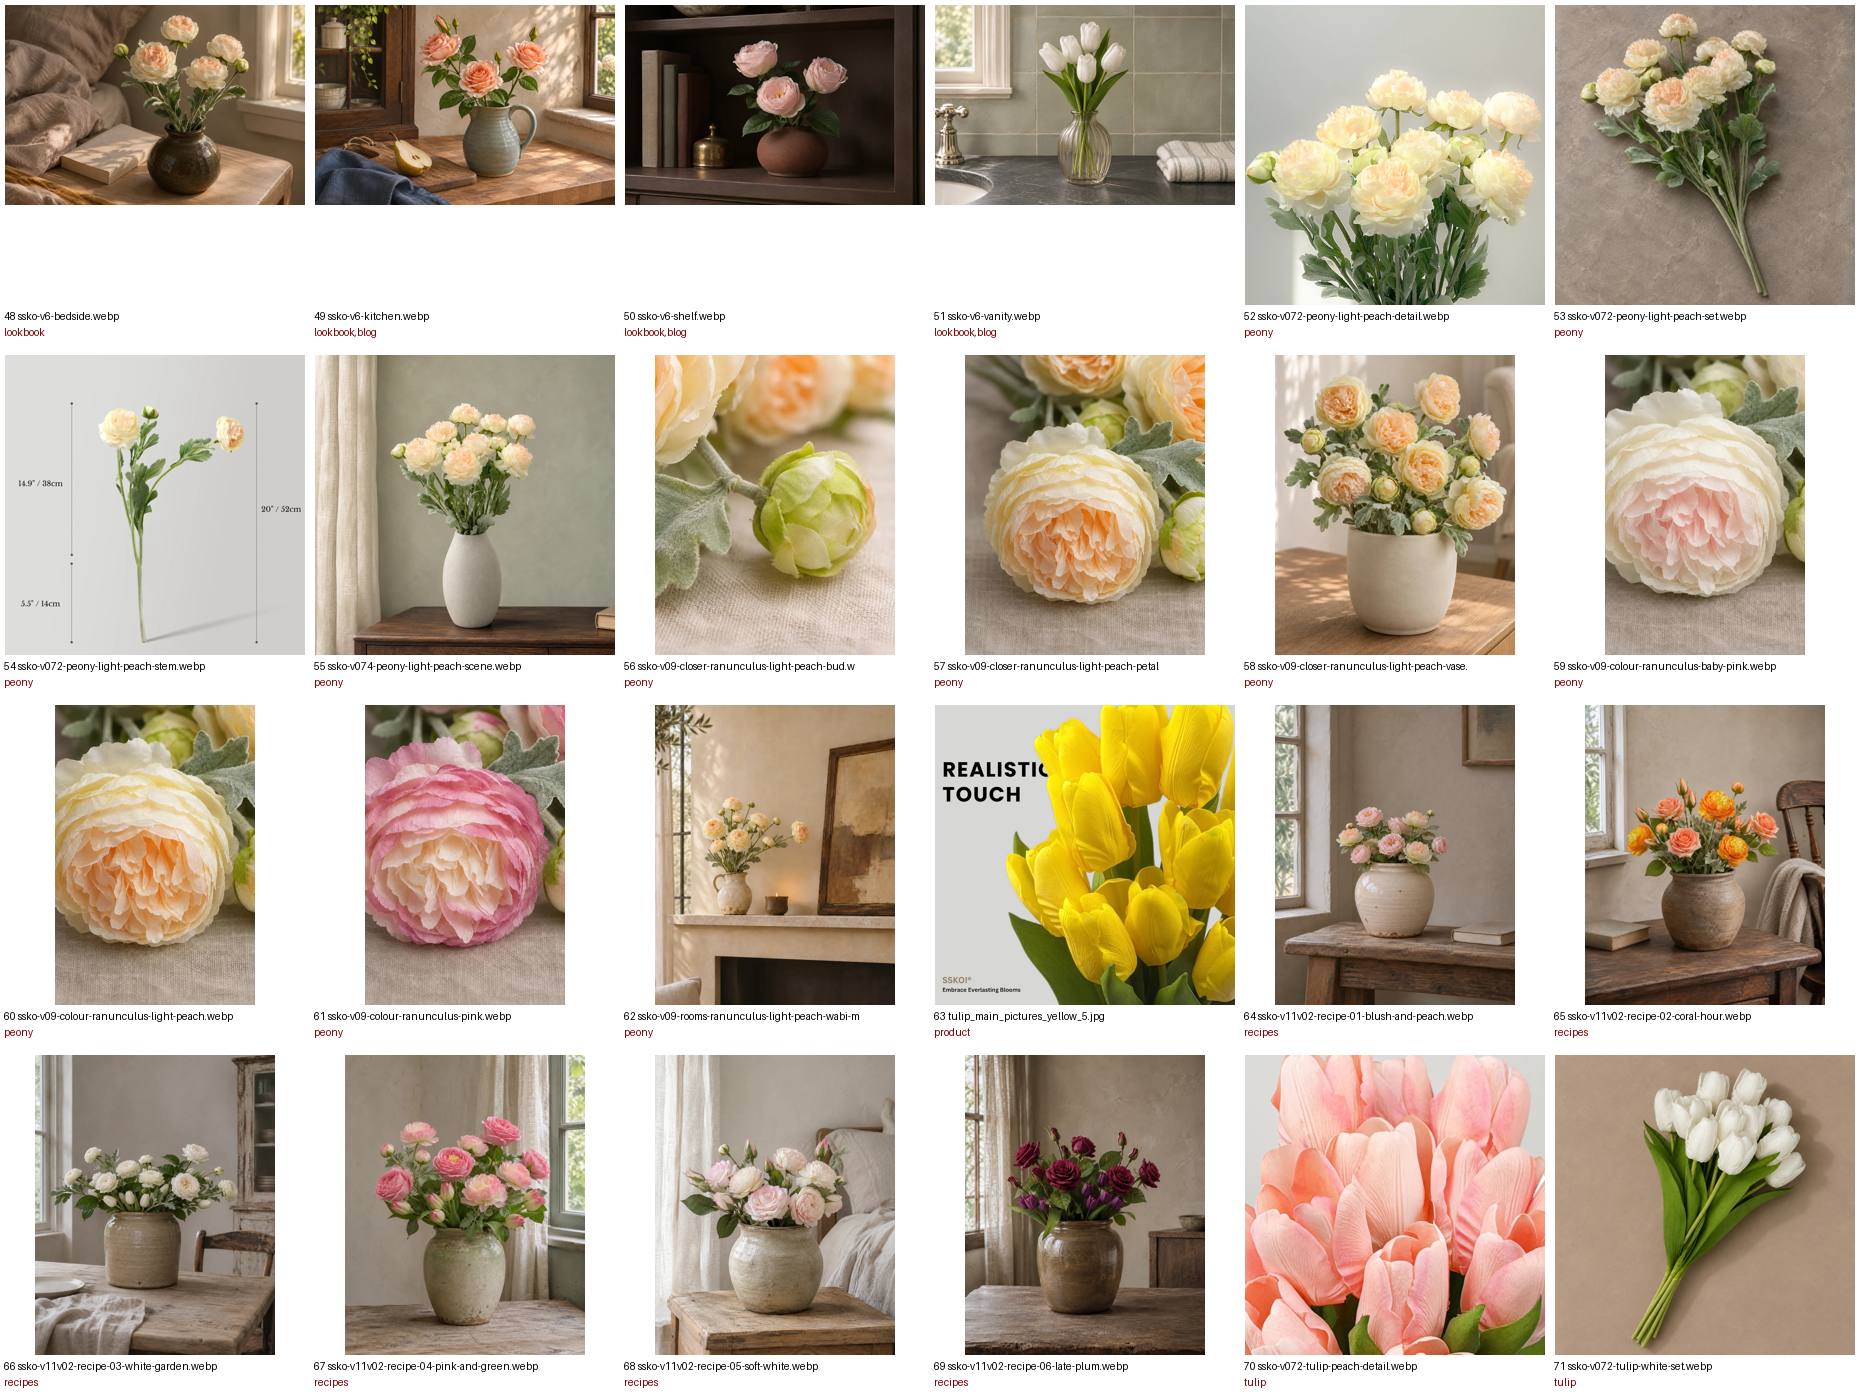 48 ssko-v6-bedside.webp
lookbook
49 ssko-v6-kitchen.webp
lookbook,blog
50 ssko-v6-shelf.webp
lookbook,blog
51 ssko-v6-vanity.webp
lookbook,blog
52 ssko-v072-peony-light-peach-detail.webp
peony
53 ssko-v072-peony-light-peach-set.webp
peony
14.9" / 38cm
20" / 52cm
5.5" / 14cm
54 ssko-v072-peony-light-peach-stem.webp
peony
55 ssko-v074-peony-light-peach-scene.webp
peony
56 ssko-v09-closer-ranunculus-light-peach-bud.w
peony
57 ssko-v09-closer-ranunculus-light-peach-petal
peony
58 ssko-v09-closer-ranunculus-light-peach-vase.
peony
59 ssko-v09-colour-ranunculus-baby-pink.webp
peony
60 ssko-v09-colour-ranunculus-light-peach.webp
peony
61 ssko-v09-colour-ranunculus-pink.webp
peony
62 ssko-v09-rooms-ranunculus-light-peach-wabi-m
peony
REALISTIC
TOUCH
SSKOI®
Embrace Everlasting Blooms
63 tulip_main_pictures_yellow_5.jpg
product
64 ssko-v11v02-recipe-01-blush-and-peach.webp
recipes
65 ssko-v11v02-recipe-02-coral-hour.webp
recipes
66 ssko-v11v02-recipe-03-white-garden.webp
recipes
67 ssko-v11v02-recipe-04-pink-and-green.webp
recipes
68 ssko-v11v02-recipe-05-soft-white.webp
recipes
69 ssko-v11v02-recipe-06-late-plum.webp
recipes
70 ssko-v072-tulip-peach-detail.webp
tulip
71 ssko-v072-tulip-white-set.webp
tulip